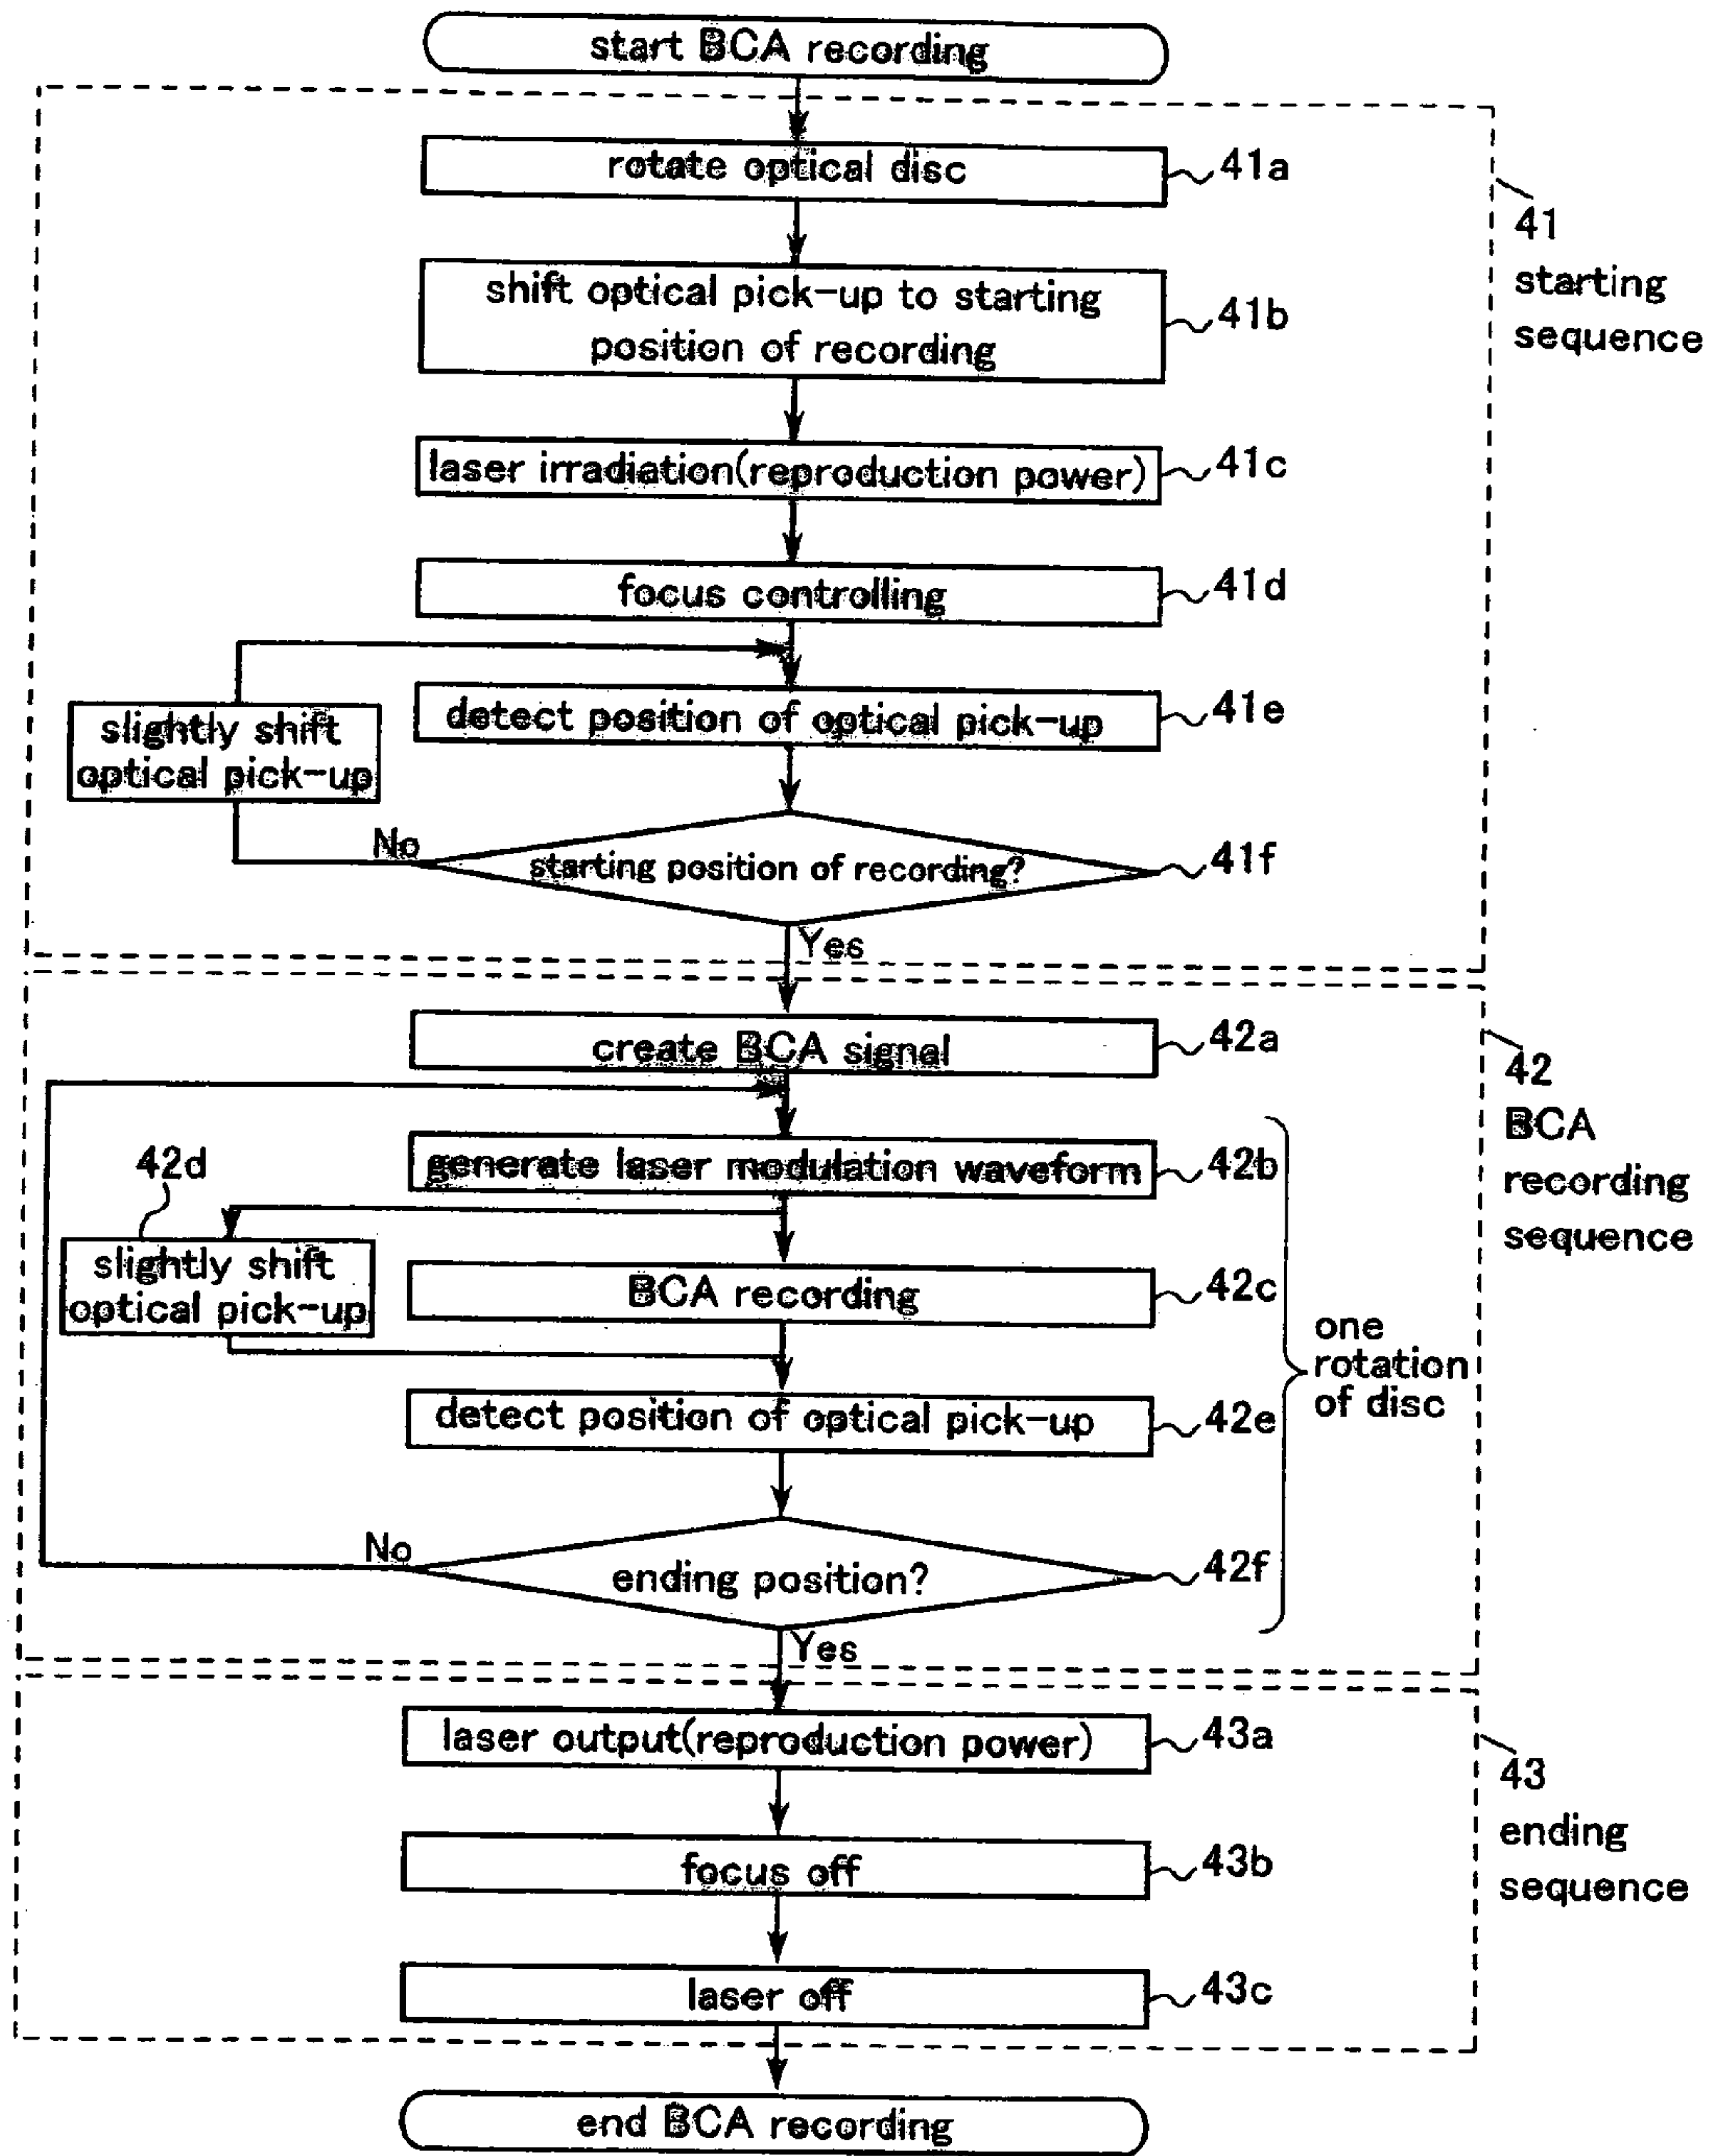 start BCA recording
rotate optical disc
41a
41
starting
sequence
shift optical pick-up to starting
position of recording
41b
laser irradiation(reproduction power)
41c
focus controlling
41d
slightly shift
optical pick-up
detect position of optical pick-up
41e
No
starting position of recording?
41f
Yes
create BCA signal
42a
42
BCA
recording
sequence
generate laser modulation waveform
42b
42d
slightly shift
optical pick-up
BCA recording
42c
one
rotation
of disc
detect position of optical pick-up
42e
No
ending position?
42f
Yes
laser output(reproduction power)
43a
43
ending
sequence
focus off
43b
laser off
43c
end BCA recording